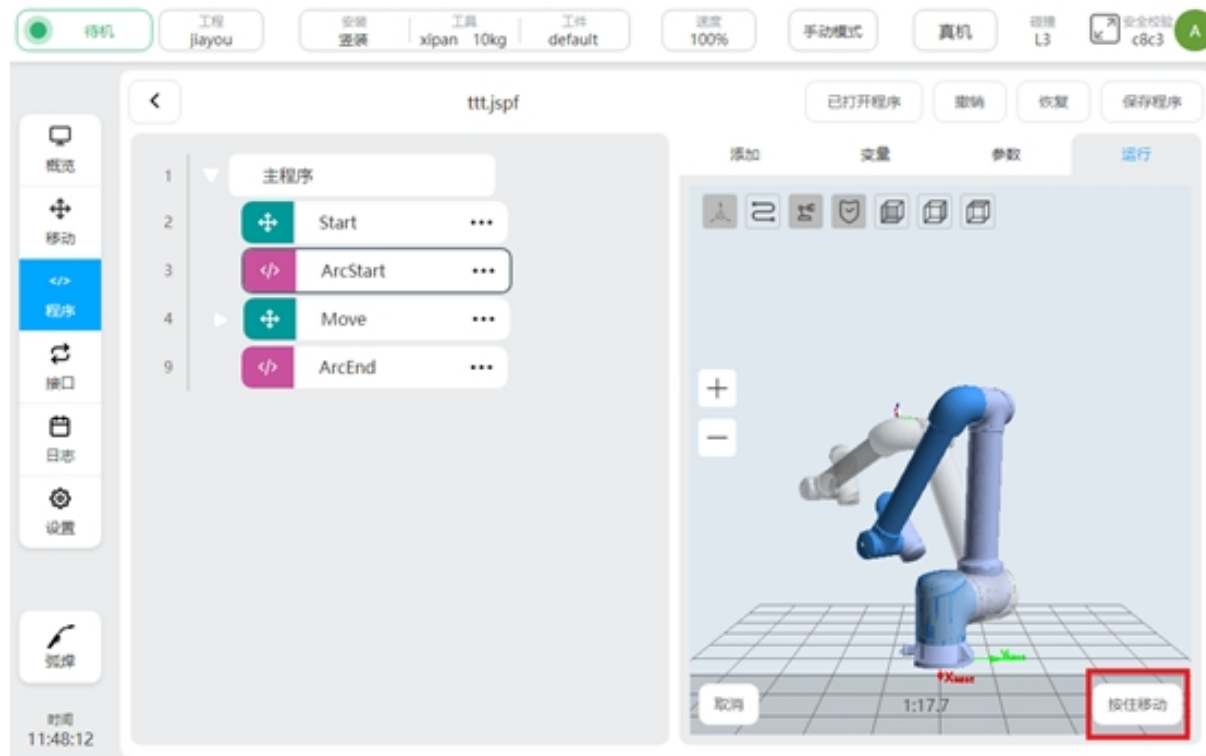 待机
工程
jiayou
安装
竖装
工具
xipan 10kg
工件
default
速度
100%
手动模式
真机
碰撞
L3
安全校验
c8c3
A
ttt.jspf
已打开程序
撤销
恢复
保存程序
概览
移动
程序
接口
日志
设置
弧焊
时间
11:48:12
1 主程序
2 Start
3 ArcStart
4 Move
9 ArcEnd
添加
变量
参数
运行
取消
1:17.7
按住移动